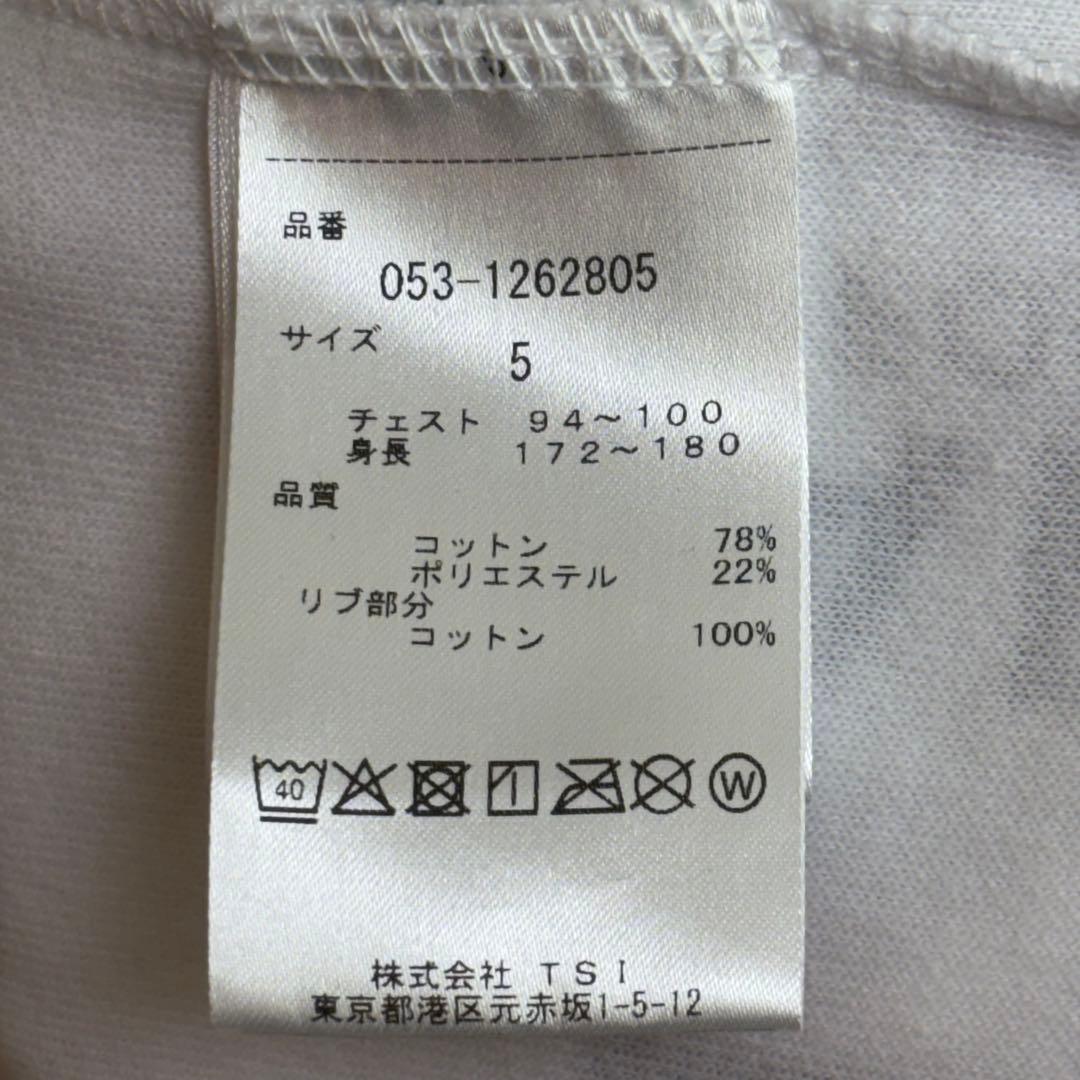 品番
053-1262805
サイズ
5
チェスト 94～100
身長 172～180
品質
コットン 78%
ポリエステル 22%
リブ部分
コットン 100%
40
W
株式会社 TSI
東京都港区元赤坂1-5-12